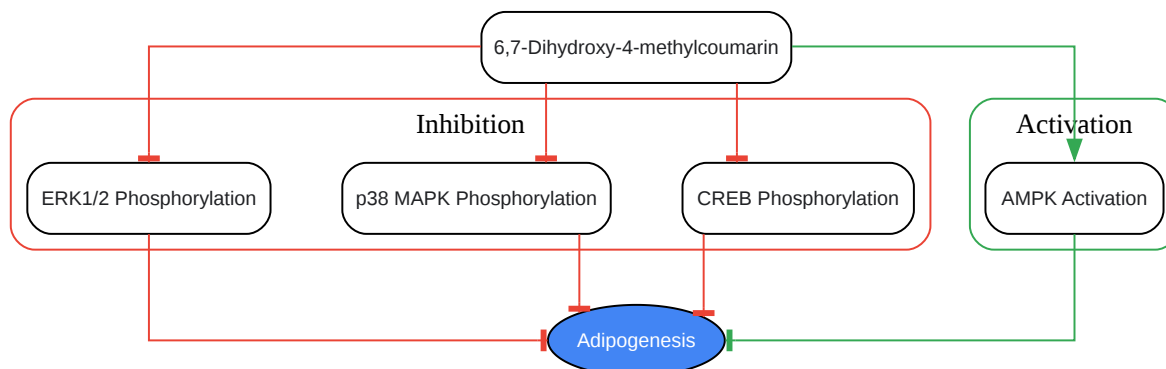 6,7-Dihydroxy-4-methylcoumarin
Inhibition
Activation
ERK1/2 Phosphorylation
p38 MAPK Phosphorylation
CREB Phosphorylation
AMPK Activation
Adipogenesis